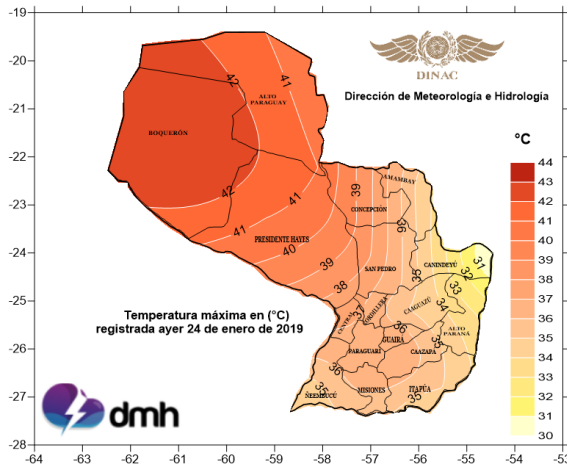 -19
-20
-21
-22
-23
-24
-25
-26
-27
-28
-64
-63
-62
-61
-60
-59
-58
-57
-56
-55
-54
-53
DINAC
Dirección de Meteorología e Hidrología
°C
44
43
42
41
40
39
38
37
36
35
34
33
32
31
30
42
41
ALTO
PARAGUAY
BOQUERÓN
42
41
41
40
39
38
PRESIDENTE HAYES
AMAMBAY
39
CONCEPCIÓN
36
SAN PEDRO
35
CANINDEYÚ
31
32
33
34
CAAGUAZÚ
CORDILLERA
37
CENTRAL
36
GUAIRÁ
35
ALTO
PARANÁ
PARAGUARÍ
CAAZAPÁ
36
35
ÑEEMBUCÚ
MISIONES
ITAPÚA
35
Temperatura máxima en (°C)
registrada ayer 24 de enero de 2019
dmh